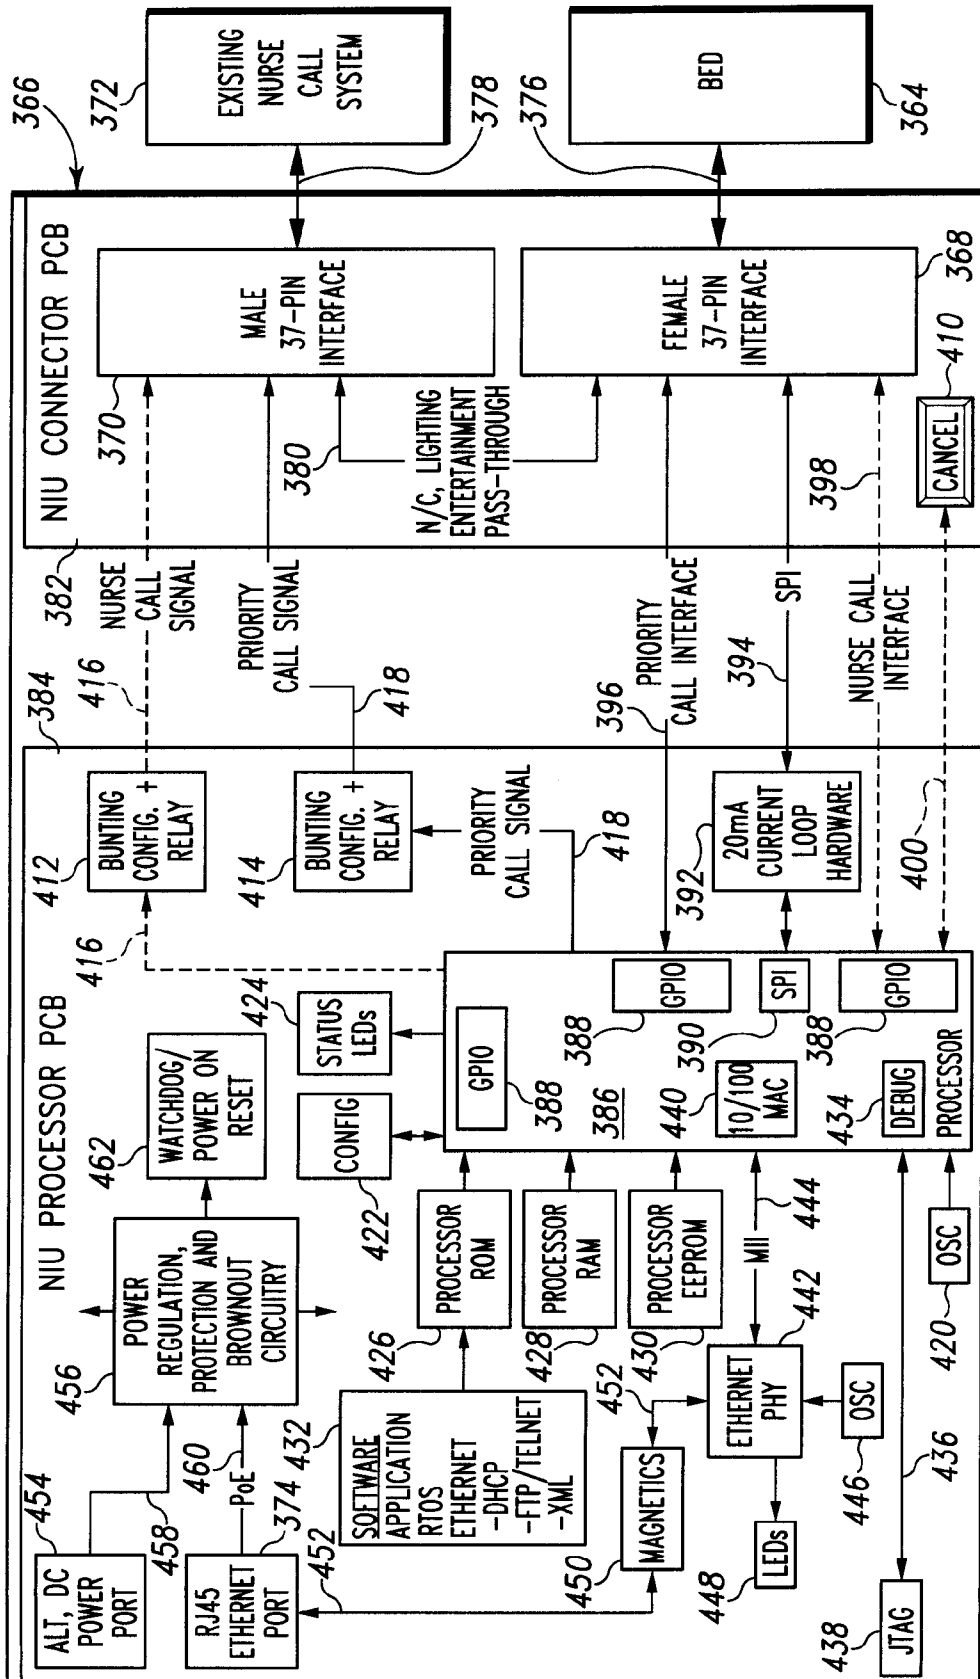 366
372
EXISTING
NURSE
CALL
SYSTEM
378
376
BED
364
NIU CONNECTOR PCB
370
MALE
37-PIN
INTERFACE
380
N/C, LIGHTING
ENTERTAINMENT
PASS-THROUGH
FEMALE
37-PIN
INTERFACE
368
410
CANCEL
398
382
NURSE
CALL
SIGNAL
416
PRIORITY
CALL SIGNAL
418
396
PRIORITY
CALL INTERFACE
SPI
394
NURSE CALL
INTERFACE
400
384
NIU PROCESSOR PCB
412
BUNTING
CONFIG. +
RELAY
416
414
BUNTING
CONFIG. +
RELAY
PRIORITY
CALL SIGNAL
418
392
20mA
CURRENT
LOOP
HARDWARE
424
STATUS
LEDs
462
WATCHDOG/
POWER ON
RESET
CONFIG
422
GPIO
388
386
388
GPIO
390
SPI
388
GPIO
440
10/100
MAC
434
DEBUG
PROCESSOR
456
POWER
REGULATION,
PROTECTION AND
BROWNOUT
CIRCUITRY
426
PROCESSOR
ROM
428
PROCESSOR
RAM
430
PROCESSOR
EEPROM
MII
444
442
ETHERNET
PHY
OSC
420
454
ALT, DC
POWER
PORT
458
460
PoE
374
RJ45
ETHERNET
PORT
452
432
SOFTWARE
APPLICATION
RTOS
ETHERNET
-DHCP
-FTP/TELNET
-XML
452
450
MAGNETICS
448
LEDs
446
OSC
436
438
JTAG